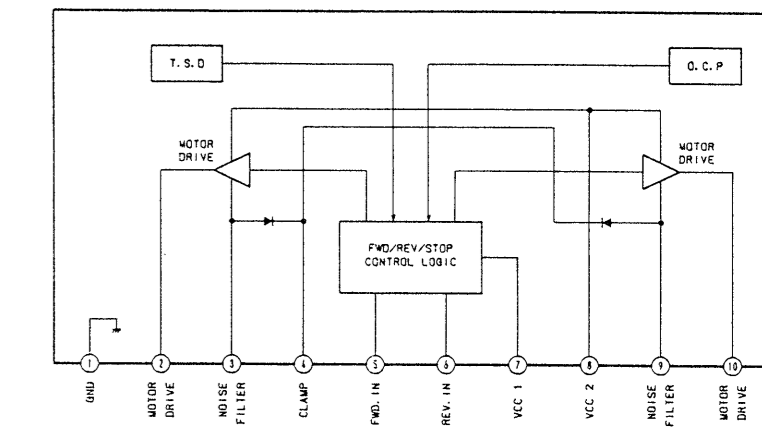 T.S.D
O.C.P
MOTOR
DRIVE
MOTOR
DRIVE
FWD/REV/STOP
CONTROL LOGIC
1
2
3
4
5
6
7
8
9
10
GND
MOTOR
DRIVE
NOISE
FILTER
CLAMP
FWD.IN
REV.IN
VCC 1
VCC 2
NOISE
FILTER
MOTOR
DRIVE